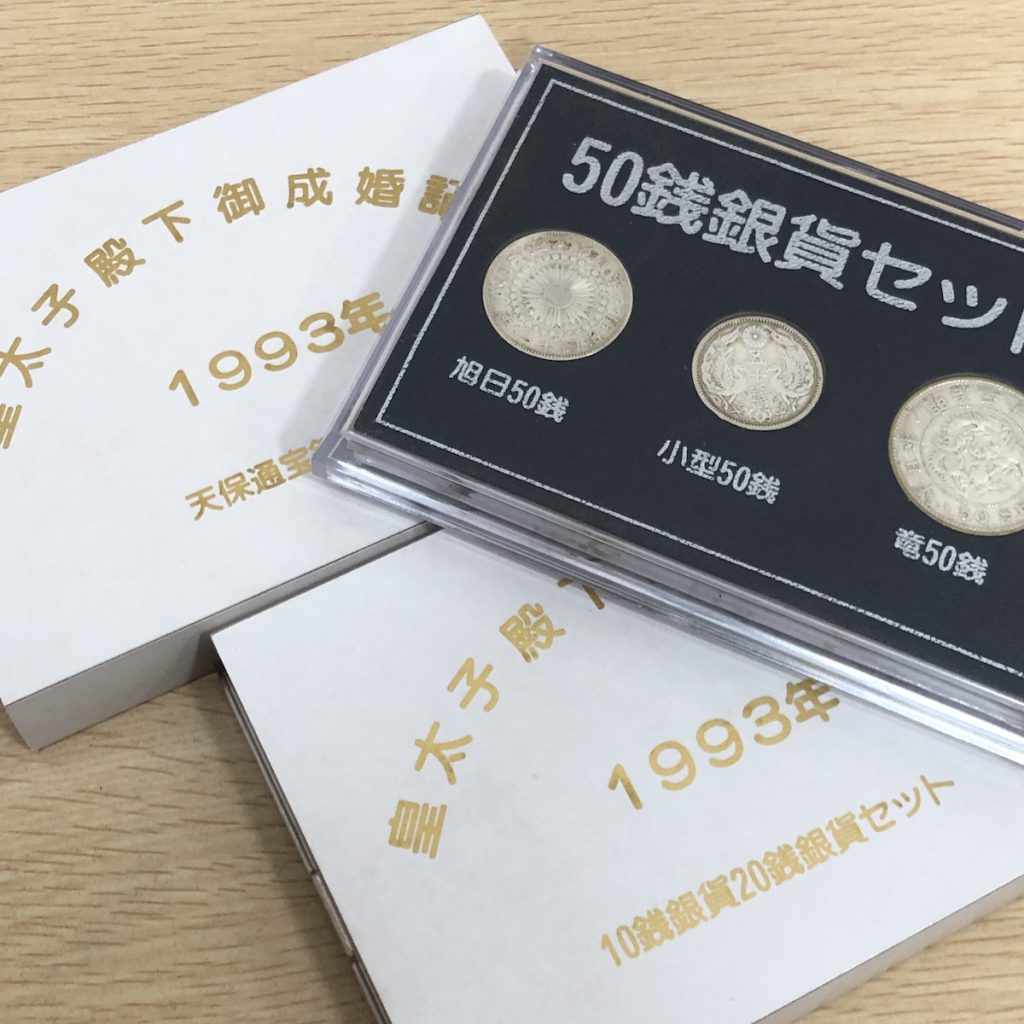 皇太子殿下御成婚記
1993年
天保通宝
50銭銀貨セット
旭日50銭
小型50銭
竜50銭
皇太子殿下
1993年
10銭銀貨20銭銀貨セット